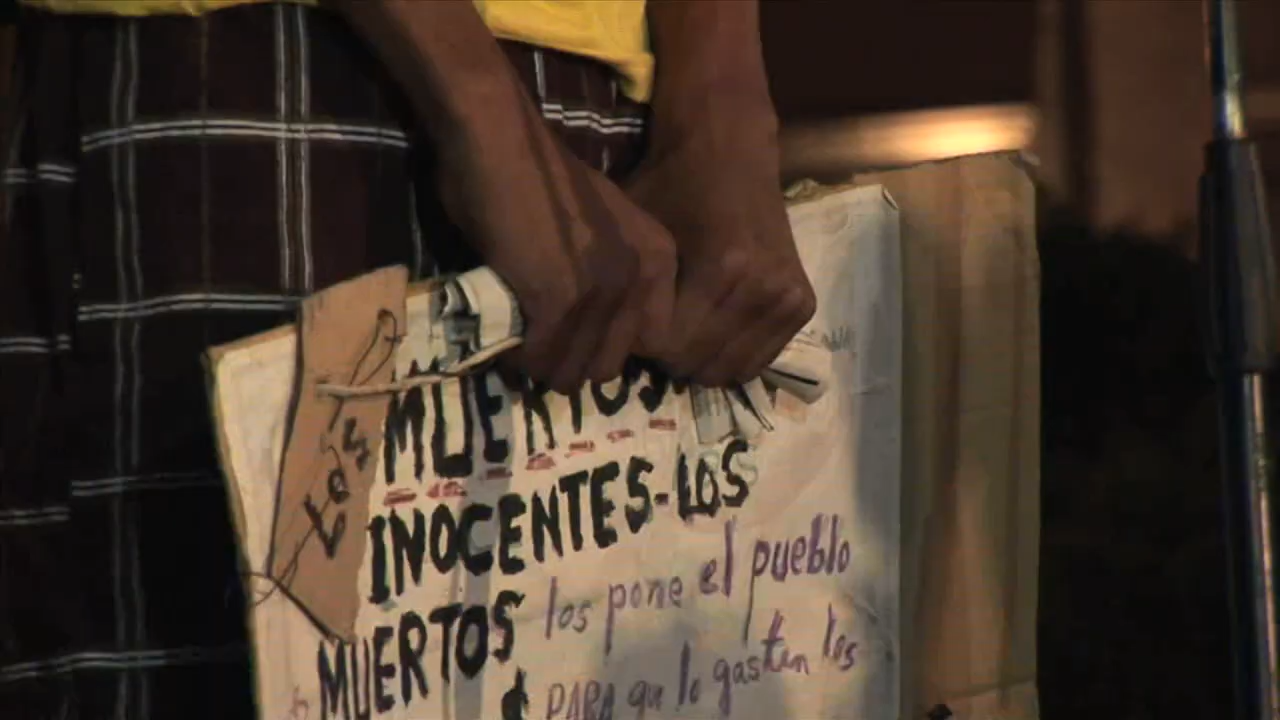 Los
MUERTOS
INOCENTES-LOS
MUERTOS los pone el pueblo
PARA que lo gasten los